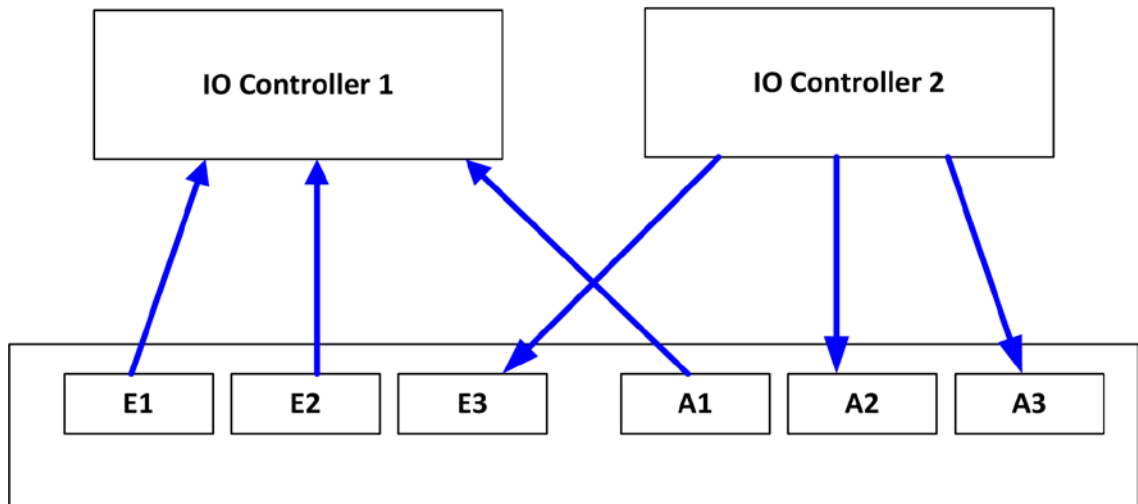 IO Controller 1
IO Controller 2
E1
E2
E3
A1
A2
A3